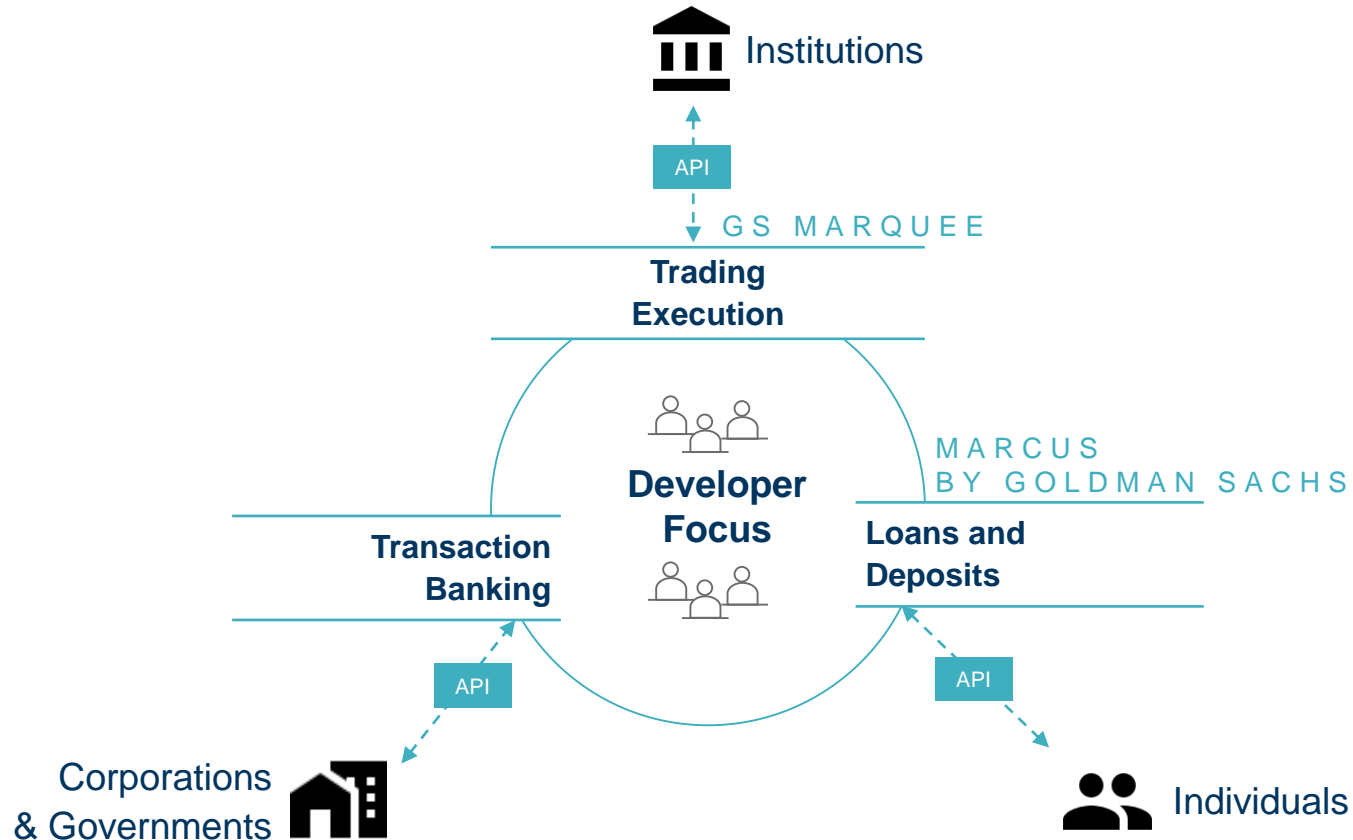 Institutions
API
GS MARQUEE
Trading
Execution
Developer
Focus
MARCUS
BY GOLDMAN SACHS
Transaction
Banking
Loans and
Deposits
API
API
Corporations
& Governments
Individuals